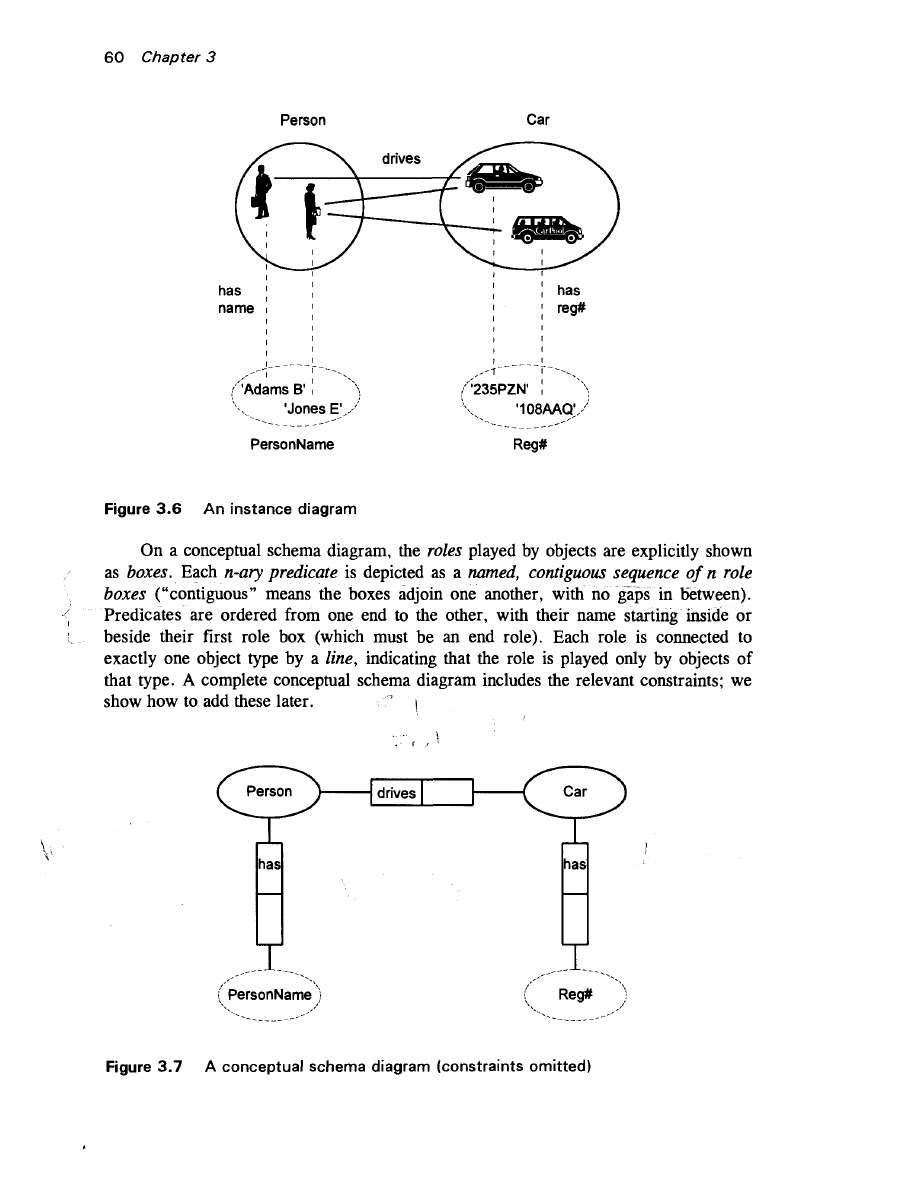 60 Chapter 3
Person
Car
drives
CarPool
has
name
has
reg#
'Adams B'
'Jones E'
'235PZN'
'108AAQ'
PersonName
Reg#
Figure 3.6 An instance diagram
On a conceptual schema diagram, the roles played by objects are explicitly shown
as boxes. Each n-ary predicate is depicted as a named, contiguous sequence of n role
boxes (“contiguous” means the boxes adjoin one another, with no gaps in between).
Predicates are ordered from one end to the other, with their name starting inside or
beside their first role box (which must be an end role). Each role is connected to
exactly one object type by a line, indicating that the role is played only by objects of
that type. A complete conceptual schema diagram includes the relevant constraints; we
show how to add these later.
Person
drives
Car
has
has
PersonName
Reg#
Figure 3.7 A conceptual schema diagram (constraints omitted)